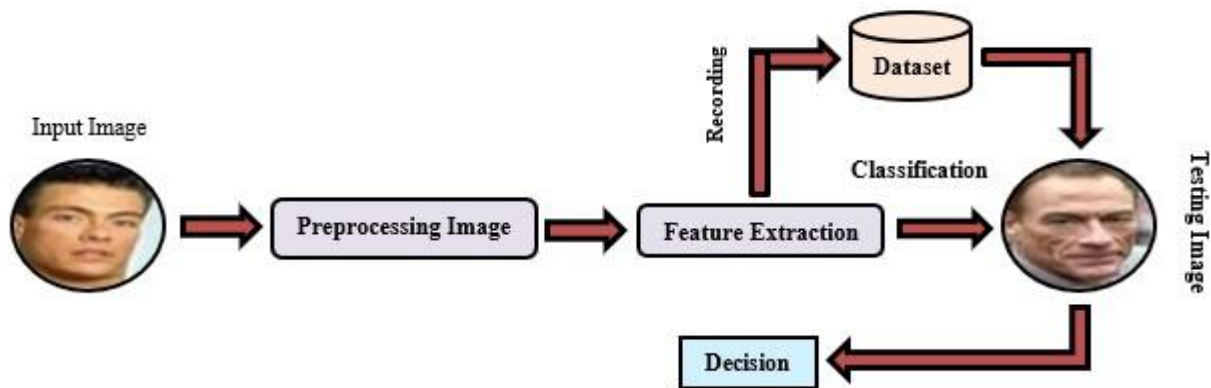 Input Image
Preprocessing Image
Feature Extraction
Recording
Dataset
Classification
Testing Image
Decision